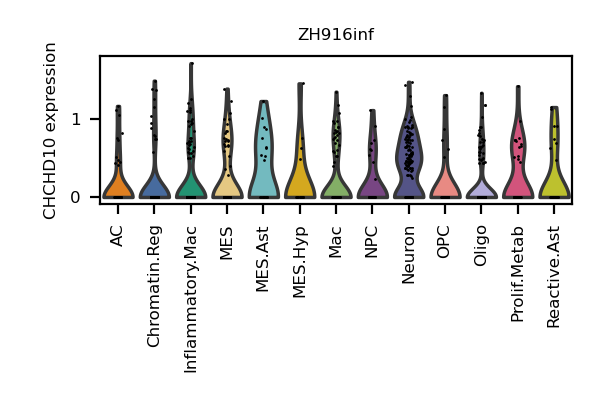 ZH916inf
CHCHD10 expression
1
0
AC
Chromatin.Reg
Inflammatory.Mac
MES
MES.Ast
MES.Hyp
Mac
NPC
Neuron
OPC
Oligo
Prolif.Metab
Reactive.Ast